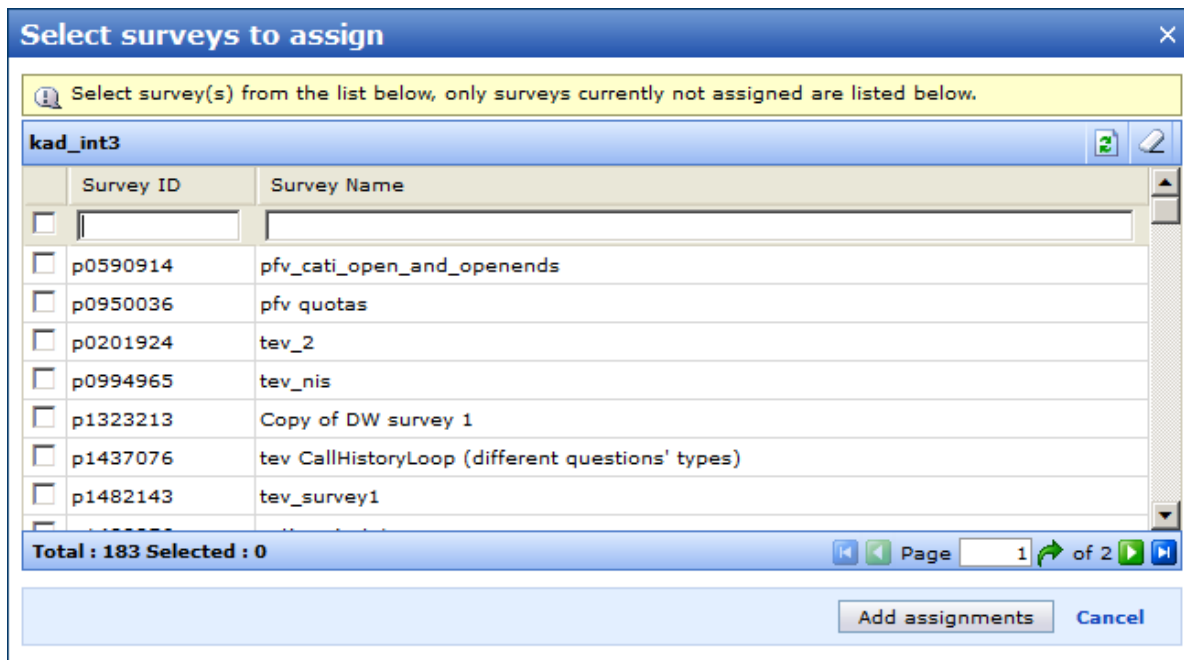 Select surveys to assign
Select survey(s) from the list below, only surveys currently not assigned are listed below.
kad_int3
Survey ID Survey Name
p0590914 pfv_cati_open_and_openends
p0950036 pfv quotas
p0201924 tev_2
p0994965 tev_nis
p1323213 Copy of DW survey 1
p1437076 tev CallHistoryLoop (different questions' types)
p1482143 tev_survey1
Total : 183 Selected : 0 Page 1 of 2
Add assignments Cancel